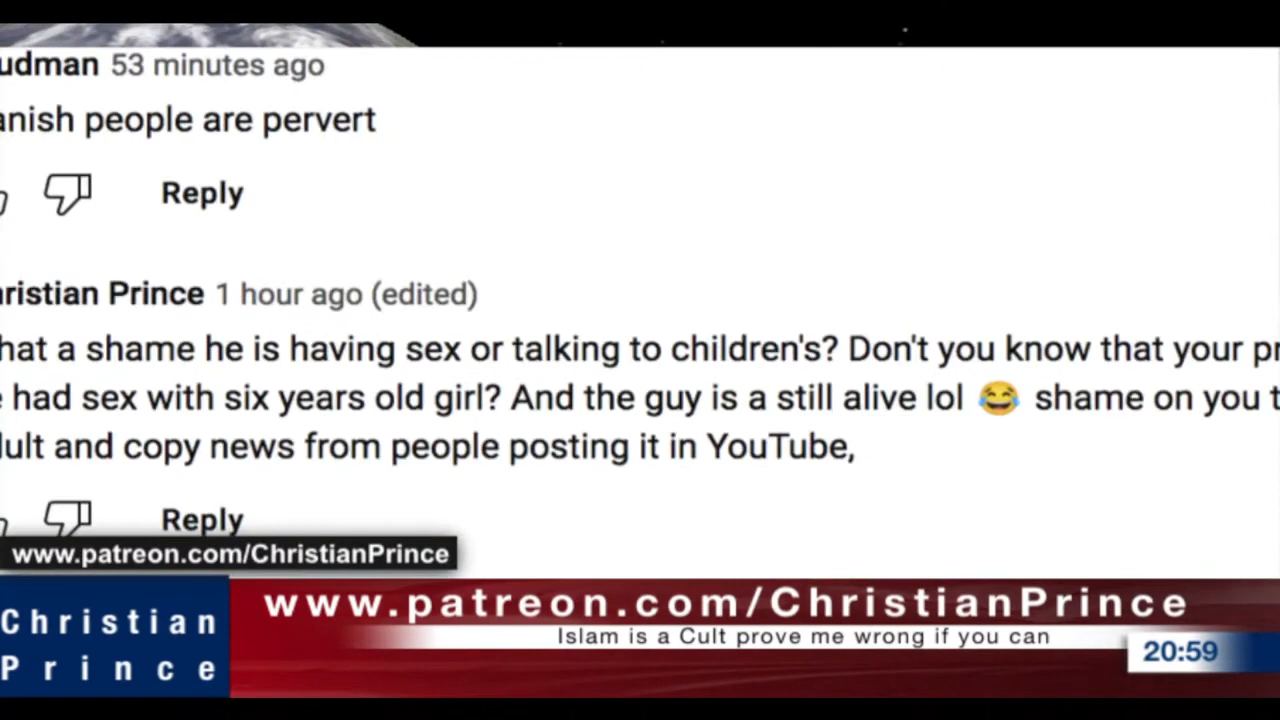 udman 53 minutes ago
anish people are pervert
Reply
hristian Prince 1 hour ago (edited)
hat a shame he is having sex or talking to children's? Don't you know that your pr
e had sex with six years old girl? And the guy is a still alive lol 😂 shame on you t
dult and copy news from people posting it in YouTube,
Reply
www.patreon.com/ChristianPrince
Christian
Prince
www.patreon.com/ChristianPrince
Islam is a Cult prove me wrong if you can
20:59